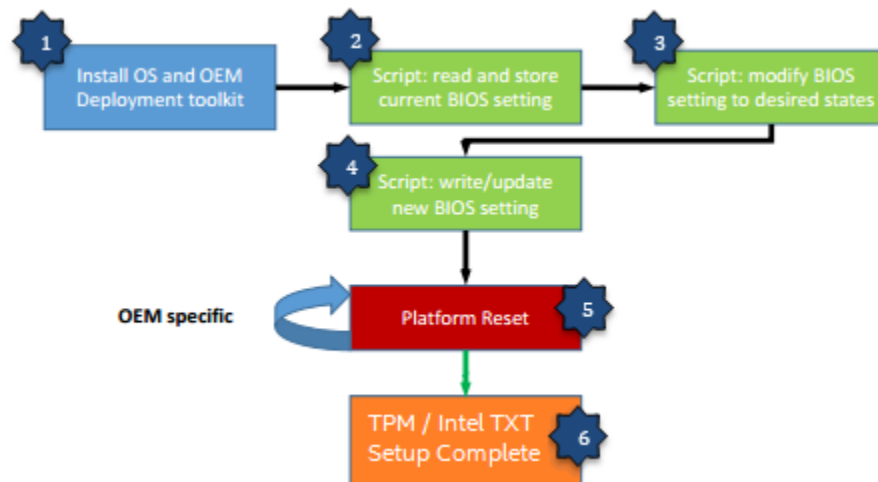 1
Install OS and OEM
Deployment toolkit
2
Script: read and store
current BIOS setting
3
Script: modify BIOS
setting to desired states
4
Script: write/update
new BIOS setting
OEM specific
Platform Reset
5
TPM / Intel TXT
Setup Complete
6